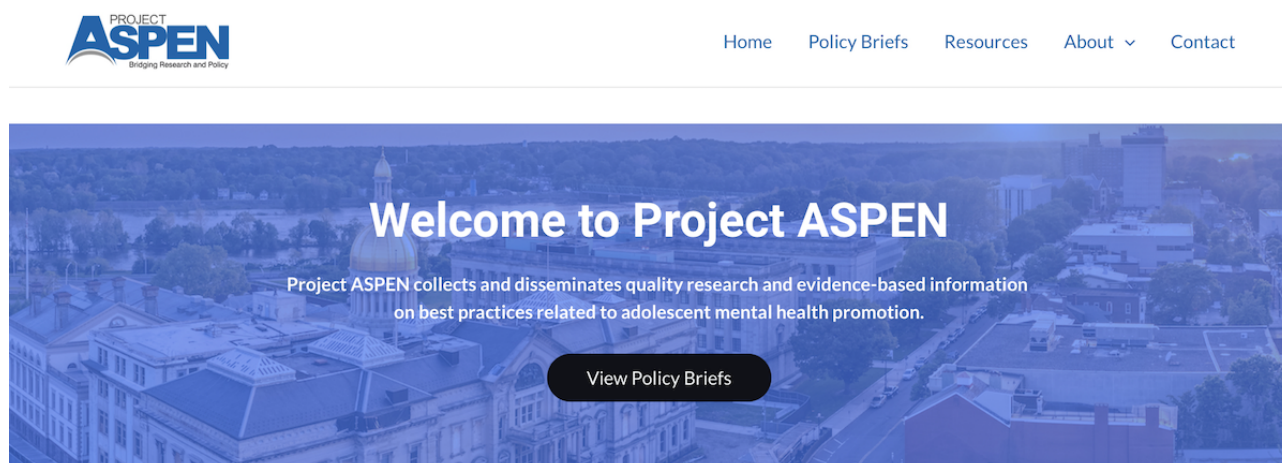 PROJECT
ASPEN
Bridging Research and Policy
Home Policy Briefs Resources About Contact
Welcome to Project ASPEN
Project ASPEN collects and disseminates quality research and evidence-based information
on best practices related to adolescent mental health promotion.
View Policy Briefs